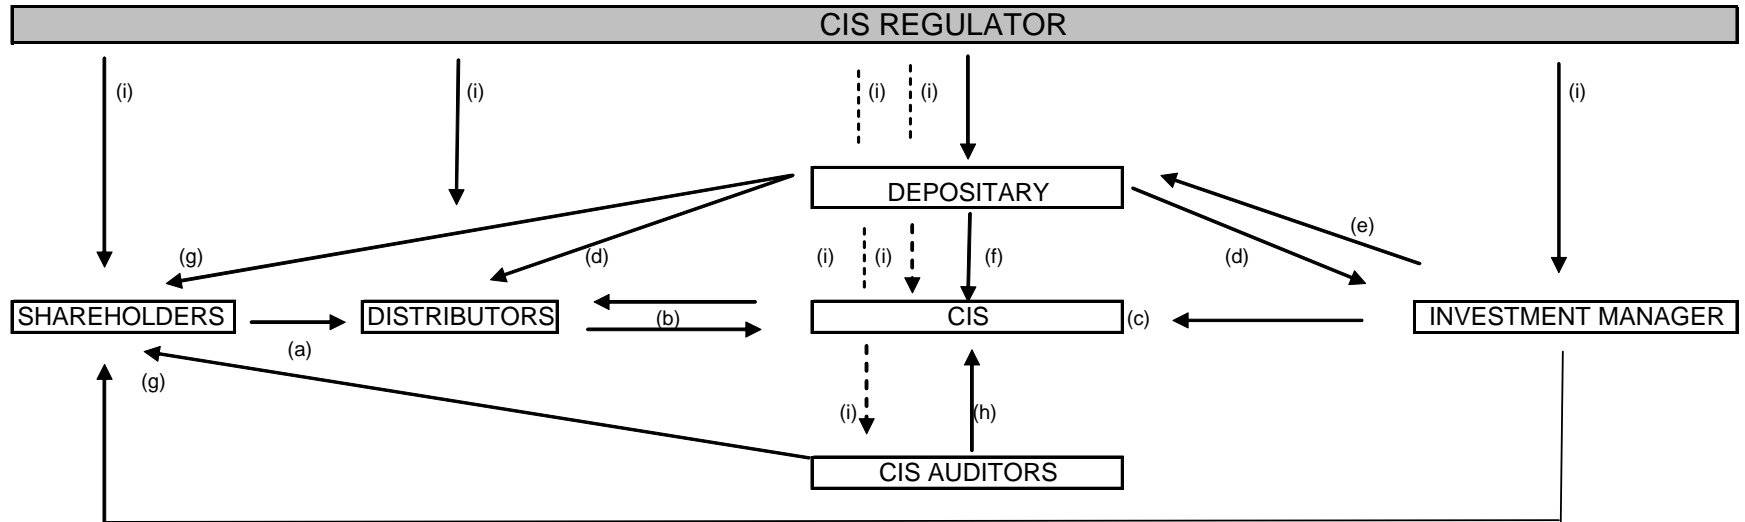 CIS REGULATOR
(i) (i) (i) (i) (i)
DEPOSITARY
(e)
(g) (d) (i) (i) (f) (d)
SHAREHOLDERS DISTRIBUTORS (b) CIS (c) INVESTMENT MANAGER
(a)
(g)
(i) (h)
CIS AUDITORS